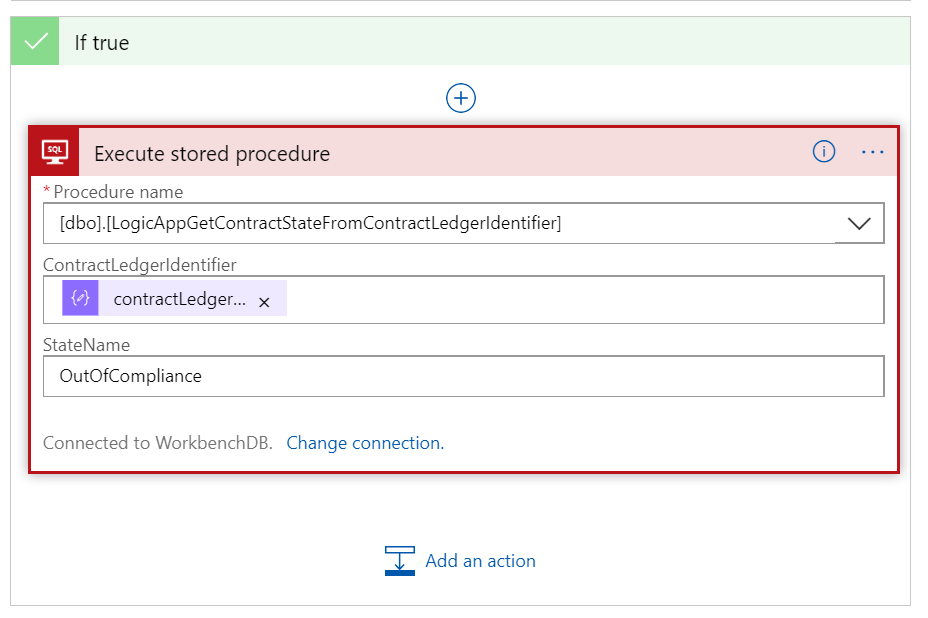 If true
SQL
Execute stored procedure
* Procedure name
[dbo].[LogicAppGetContractStateFromContractLedgerIdentifier]
ContractLedgerIdentifier
contractLedger... ×
StateName
OutOfCompliance
Connected to WorkbenchDB. Change connection.
Add an action